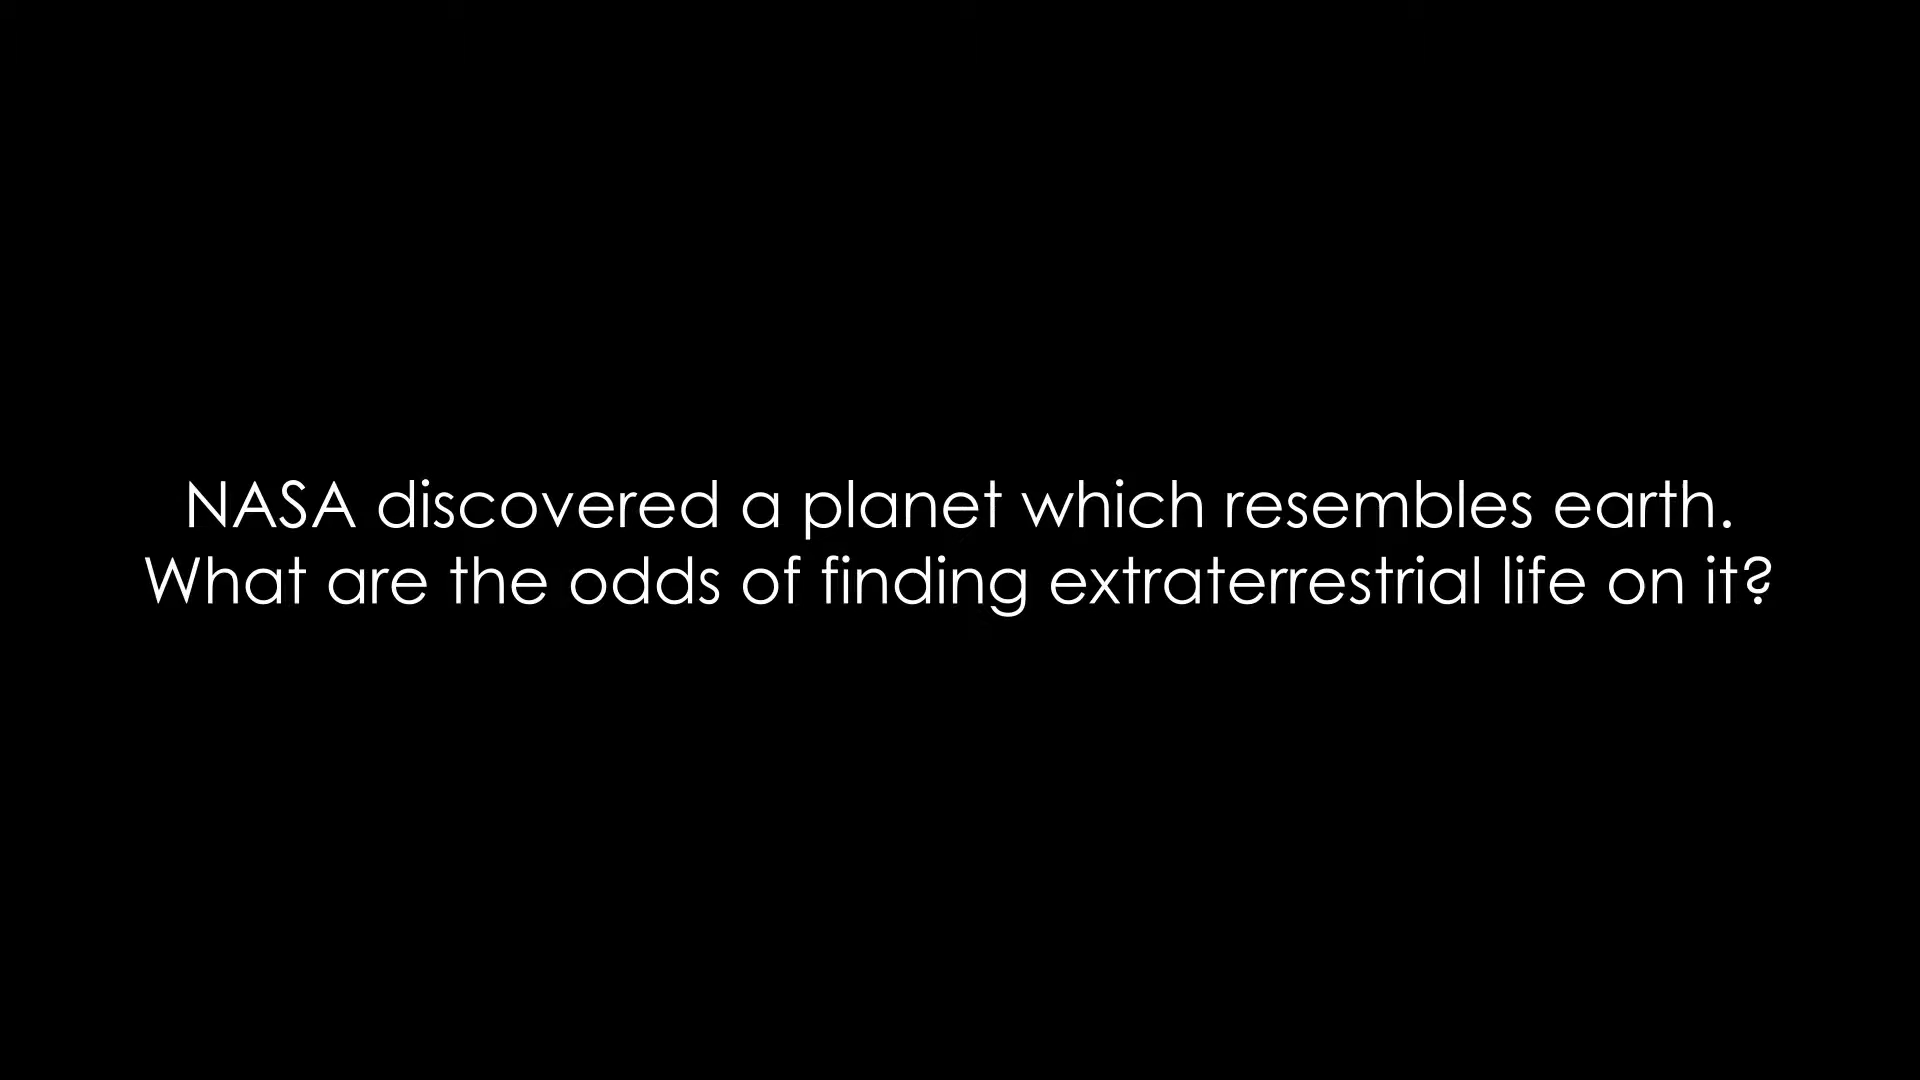 NASA discovered a planet which resembles earth.
What are the odds of finding extraterrestrial life on it?